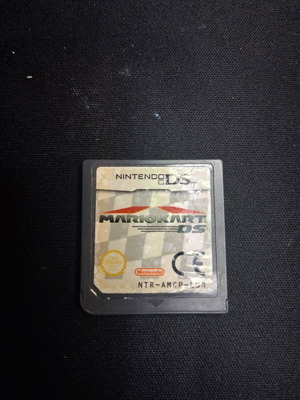 NINTENDO DS
MARIOKART
DS
Nintendo
NTR-AMCP-EUR